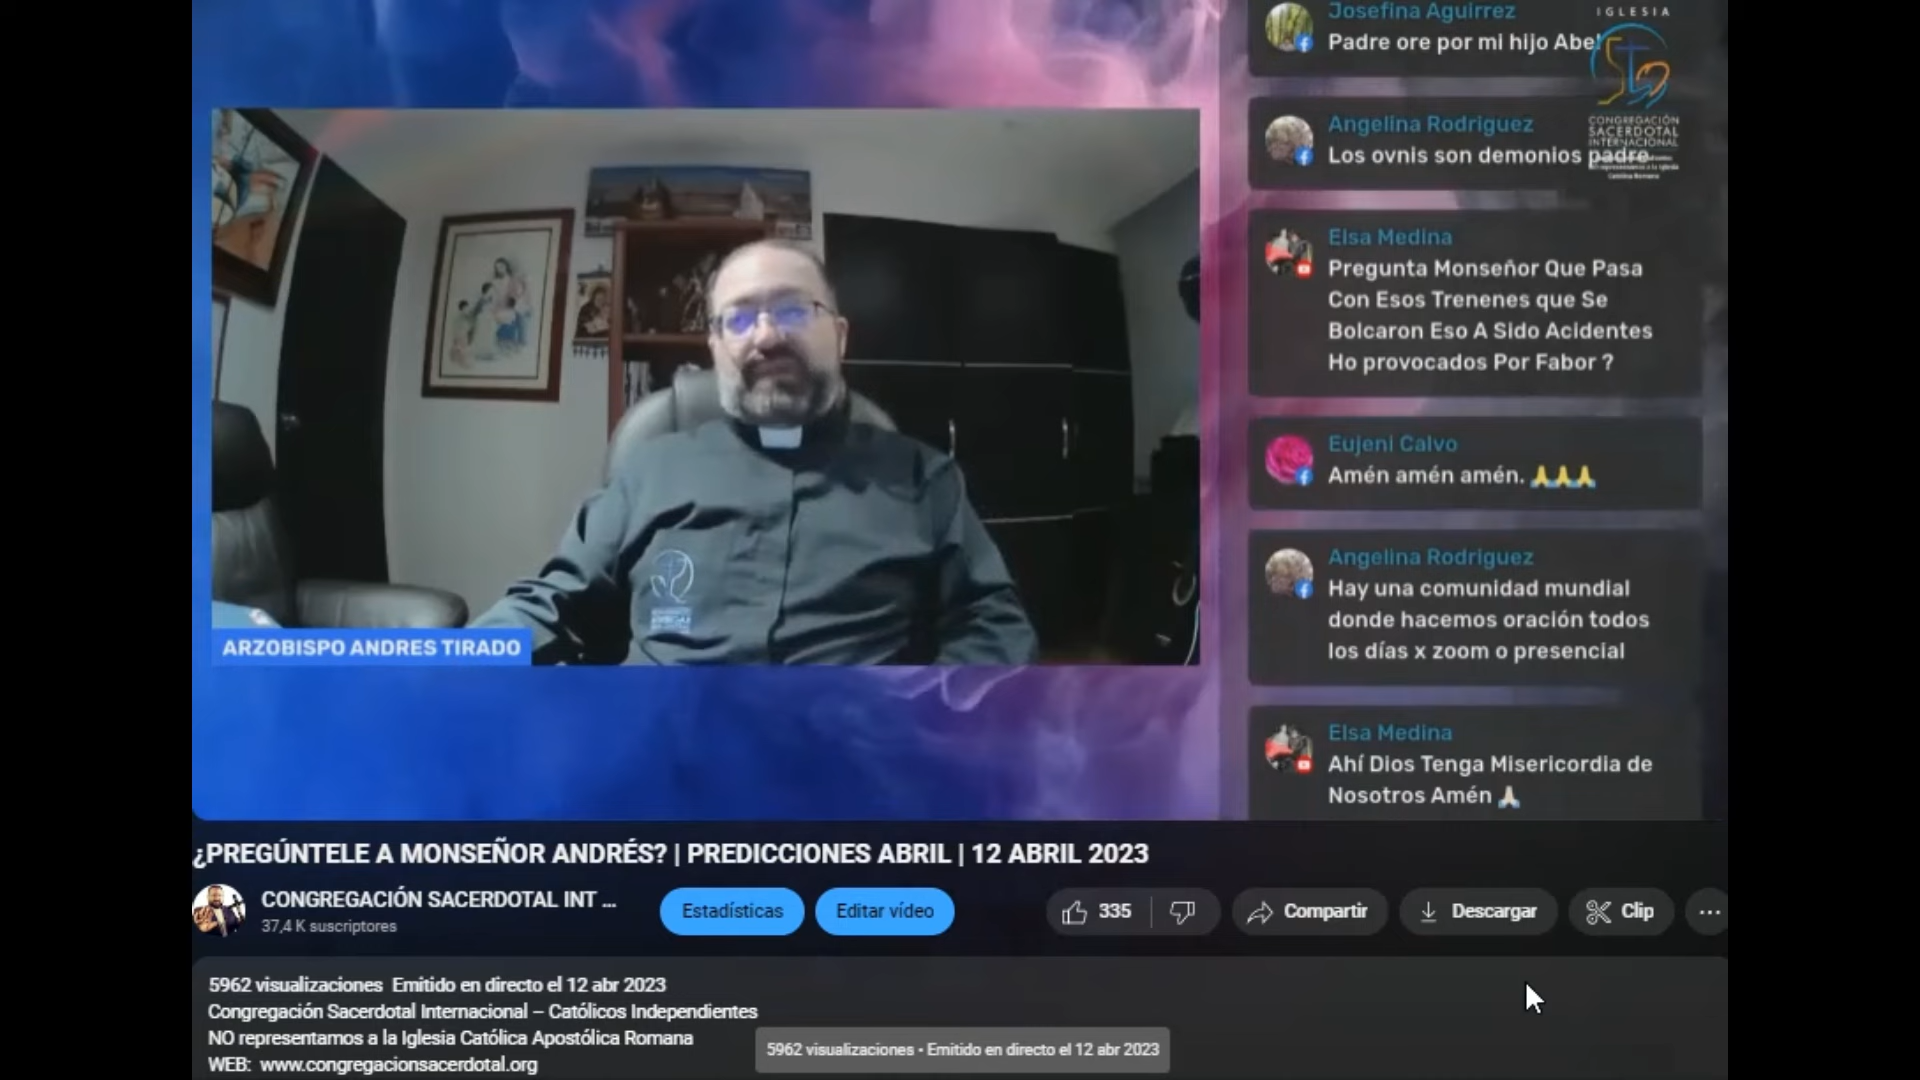 Josefina Aguirrez
Padre ore por mi hijo Abel
IGLESIA
CONGREGACIÓN
SACERDOTAL
INTERNACIONAL
Católica Romana
Angelina Rodriguez
Los ovnis son demonios padre
Elsa Medina
Pregunta Monseñor Que Pasa
Con Esos Trenenes que Se
Bolcaron Eso A Sido Acidentes
Ho provocados Por Fabor ?
Eujeni Calvo
Amén amén amén. 🙏🙏🙏
Angelina Rodriguez
Hay una comunidad mundial
donde hacemos oración todos
los días x zoom o presencial
Elsa Medina
Ahí Dios Tenga Misericordia de
Nosotros Amén 🙏🏻
ARZOBISPO ANDRES TIRADO
¿PREGÚNTELE A MONSEÑOR ANDRÉS? | PREDICCIONES ABRIL | 12 ABRIL 2023
CONGREGACIÓN SACERDOTAL INT ...
37,4 K suscriptores
Estadísticas
Editar vídeo
335
Compartir
Descargar
Clip
5962 visualizaciones Emitido en directo el 12 abr 2023
Congregación Sacerdotal Internacional – Católicos Independientes
NO representamos a la Iglesia Católica Apostólica Romana
WEB: www.congregacionsacerdotal.org
5962 visualizaciones • Emitido en directo el 12 abr 2023